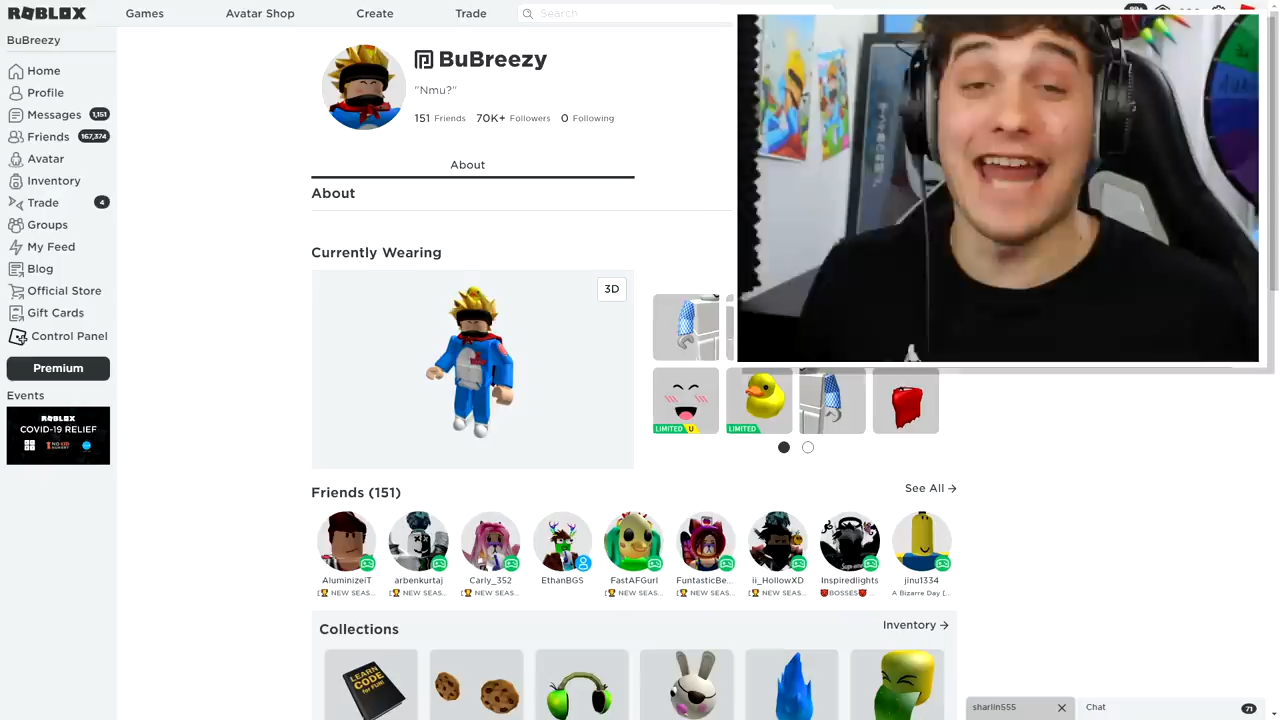 ROBLOX
Games
Avatar Shop
Create
Trade
Search
BuBreezy
Home
Profile
Messages 1,151
Friends 167,374
Avatar
Inventory
Trade 4
Groups
My Feed
Blog
Official Store
Gift Cards
Control Panel
Premium
Events
ROBLOX
COVID-19 RELIEF
BuBreezy
"Nmu?"
151 Friends 70K+ Followers 0 Following
About
About
Currently Wearing
3D
LIMITED U
LIMITED
Friends (151)
See All →
AluminizeiT
arbenkurtaj
Carly_352
EthanBGS
FastAFGurl
FuntasticBe...
ii_HollowXD
Inspiredlights
jinu1334
[🏆 NEW SEAS...
[🏆 NEW SEAS...
[🏆 NEW SEAS...
[🏆 NEW SEAS...
[🏆 NEW SEAS...
[🏆 NEW SEAS...
👹BOSSES👹 ...
A Bizarre Day [...
Collections
Inventory →
LEARN
CODE
for FUN!
sharlin555
Chat
71